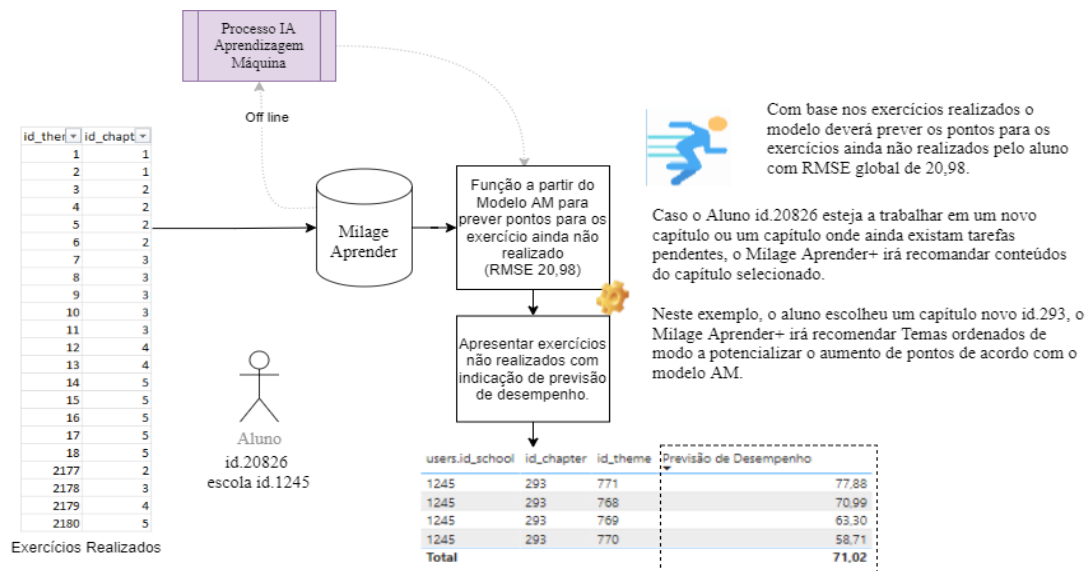 Processo IA
Aprendizagem
Máquina
Off line
id_ther id_chapt
1 1
2 1
3 2
4 2
5 2
6 2
7 3
8 3
9 3
10 3
11 3
12 4
13 4
14 5
15 5
16 5
17 5
18 5
2177 2
2178 3
2179 4
2180 5
Exercícios Realizados
Milage
Aprender
Aluno
id.20826
escola id.1245
Função a partir do
Modelo AM para
prever pontos para os
exercício ainda não
realizado
(RMSE 20,98)
Apresentar exercícios
não realizados com
indicação de previsão
de desempenho.
Com base nos exercícios realizados o
modelo deverá prever os pontos para os
exercícios ainda não realizados pelo aluno
com RMSE global de 20,98.
Caso o Aluno id.20826 esteja a trabalhar em um novo
capítulo ou um capítulo onde ainda existam tarefas
pendentes, o Milage Aprender+ irá recomandar conteúdos
do capítulo selecionado.
Neste exemplo, o aluno escolheu um capítulo novo id.293, o
Milage Aprender+ irá recomendar Temas ordenados de
modo a potencializar o aumento de pontos de acordo com o
modelo AM.
users.id_school id_chapter id_theme Previsão de Desempenho
1245 293 771 77,88
1245 293 768 70,99
1245 293 769 63,30
1245 293 770 58,71
Total 71,02